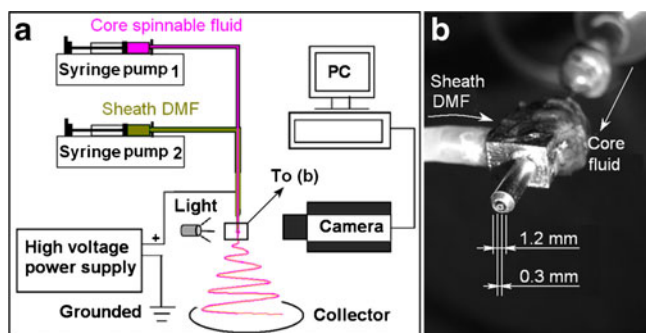 a
Core spinnable fluid
Syringe pump 1
Sheath DMF
Syringe pump 2
PC
To (b)
Light
Camera
+
High voltage
power supply
Grounded
Collector
b
Sheath
DMF
Core
fluid
1.2 mm
0.3 mm